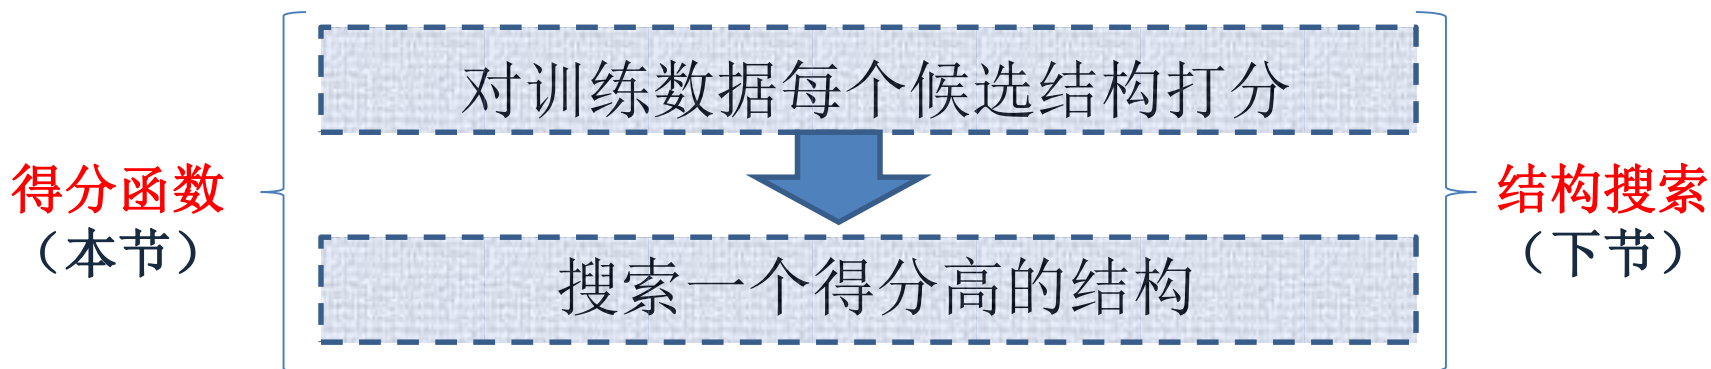 对训练数据每个候选结构打分
得分函数
（本节）
结构搜索
（下节）
搜索一个得分高的结构